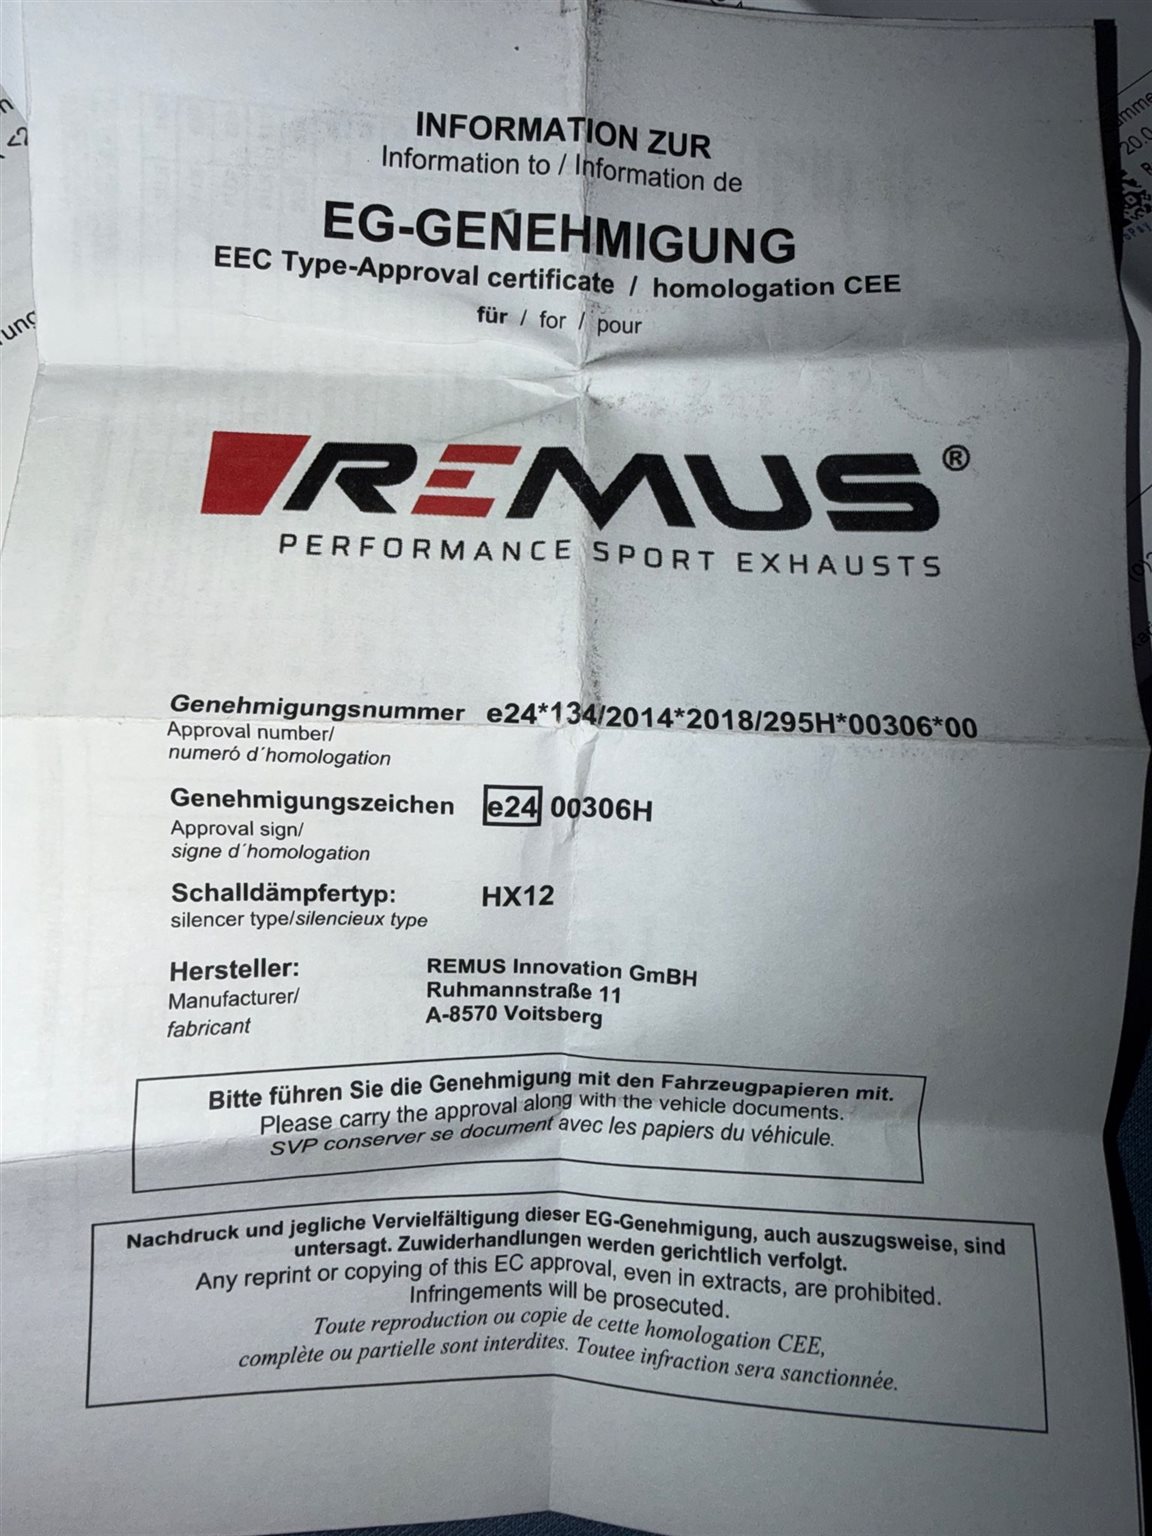 INFORMATION ZUR
Information to / Information de
EG-GENEHMIGUNG
EEC Type-Approval certificate / homologation CEE
für / for / pour
REMUS®
PERFORMANCE SPORT EXHAUSTS
Genehmigungsnummer e24*134/2014*2018/295H*00306*00
Approval number/
numeró d´homologation
Genehmigungszeichen e24 00306H
Approval sign/
signe d´homologation
Schalldämpfertyp: HX12
silencer type/silencieux type
Hersteller: REMUS Innovation GmBH
Manufacturer/ Ruhmannstraße 11
fabricant A-8570 Voitsberg
Bitte führen Sie die Genehmigung mit den Fahrzeugpapieren mit.
Please carry the approval along with the vehicle documents.
SVP conserver se document avec les papiers du véhicule.
Nachdruck und jegliche Vervielfältigung dieser EG-Genehmigung, auch auszugsweise, sind
untersagt. Zuwiderhandlungen werden gerichtlich verfolgt.
Any reprint or copying of this EC approval, even in extracts, are prohibited.
Infringements will be prosecuted.
Toute reproduction ou copie de cette homologation CEE,
complète ou partielle sont interdites. Toutee infraction sera sanctionnée.